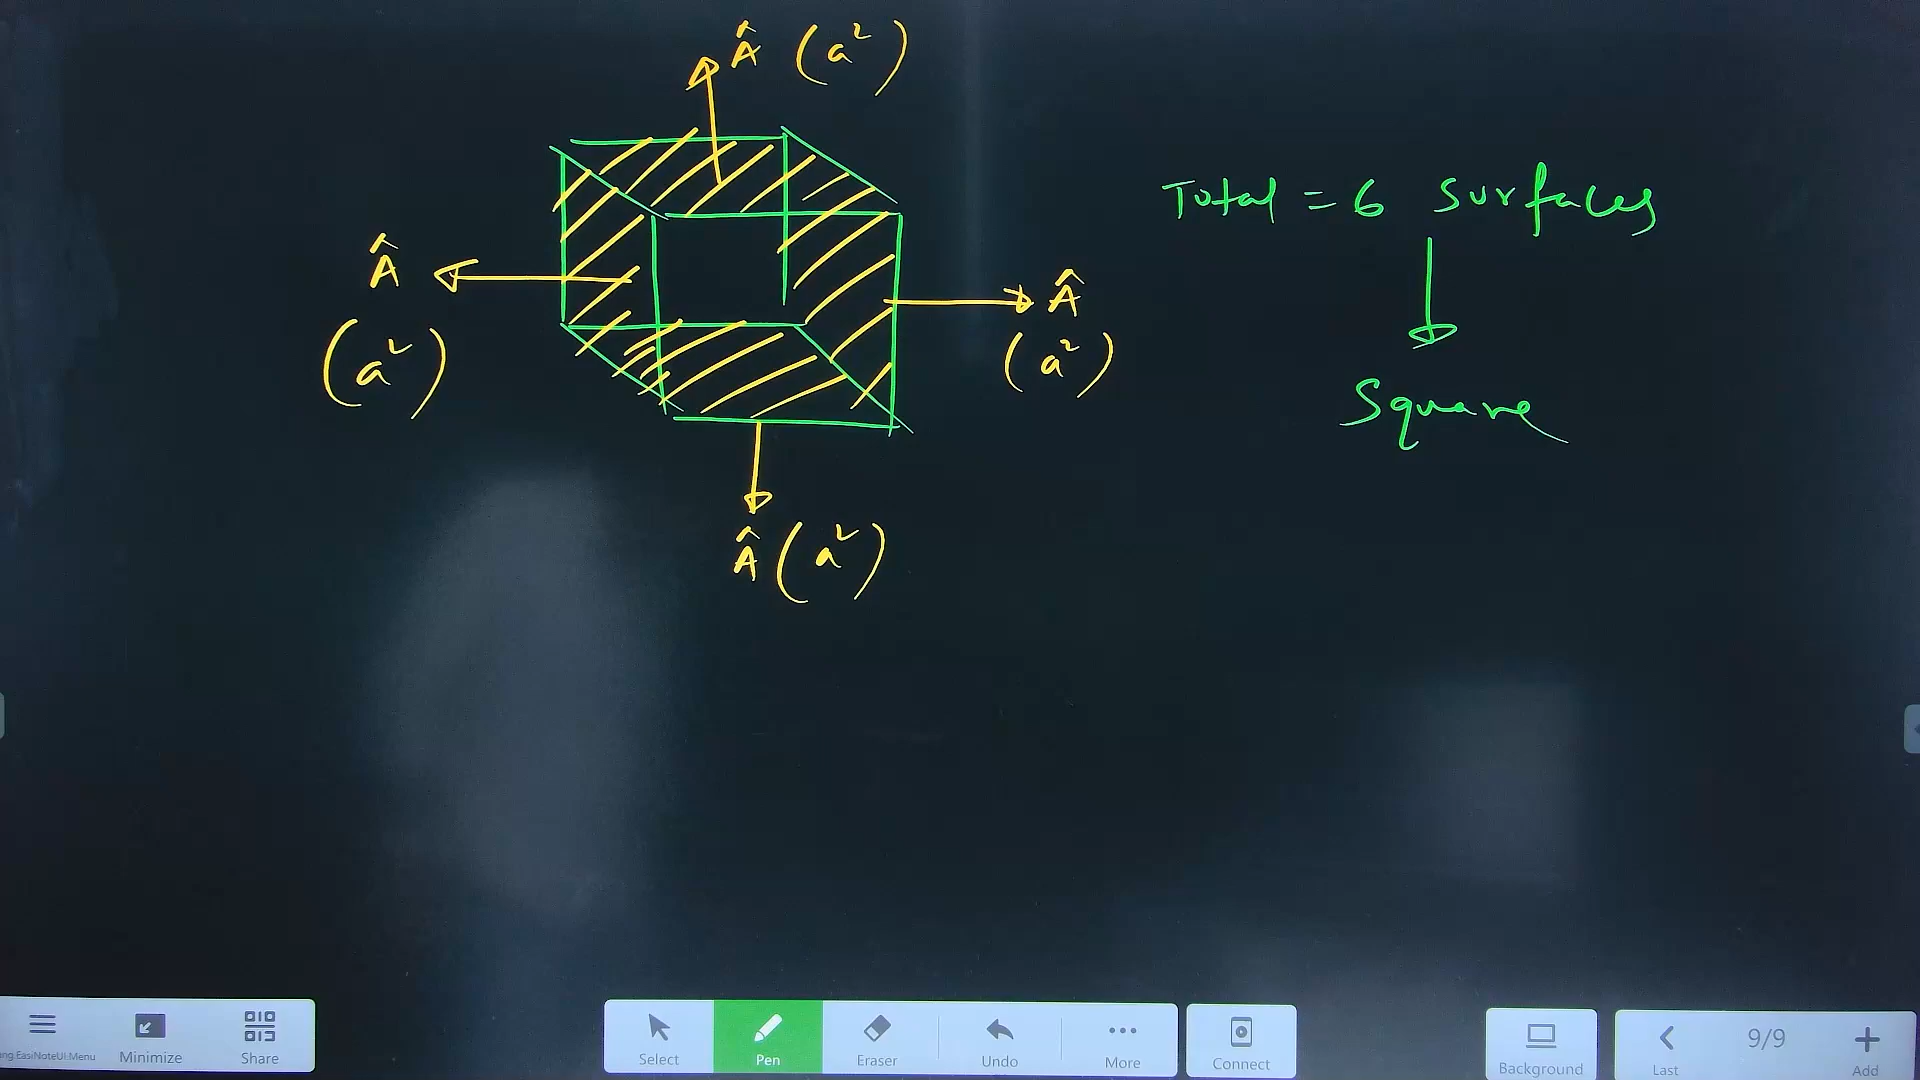 Â (a²)
Total = 6 surfaces
Â
(a²)
Â
(a²)
Square
Â (a²)
Select
Pen
Eraser
Undo
More
Connect
Minimize
Share
Background
Last
9/9
Add